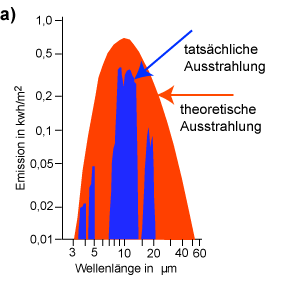 a)
1,0
0,5
0,2
0,1
0,05
0,02
0,01
Emission in kwh/m²
tatsächliche
Ausstrahlung
theoretische
Ausstrahlung
3 5 10 20 40 60
Wellenlänge in µm